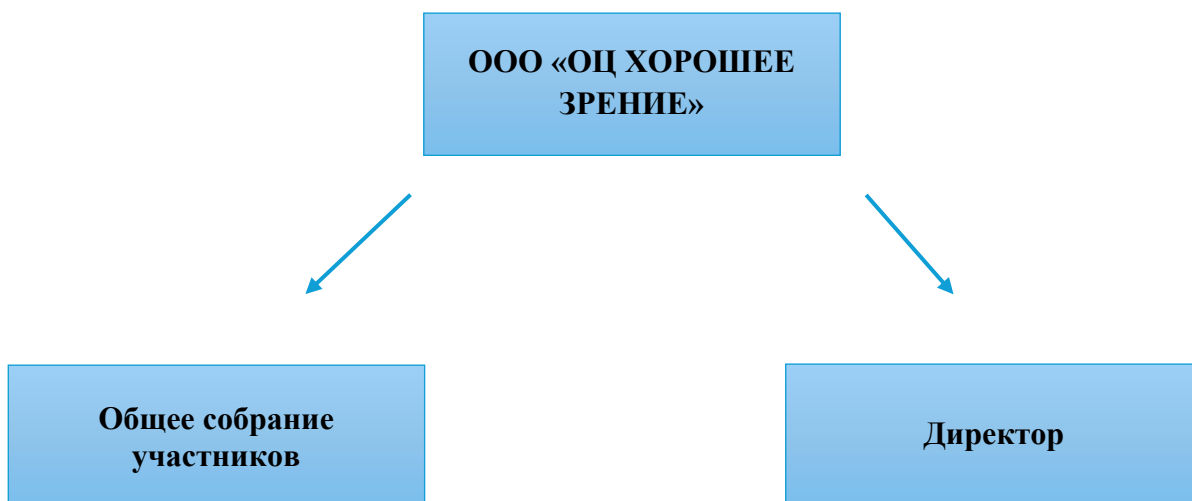 ООО «ОЦ ХОРОШЕЕ
ЗРЕНИЕ»
Общее собрание
участников
Директор